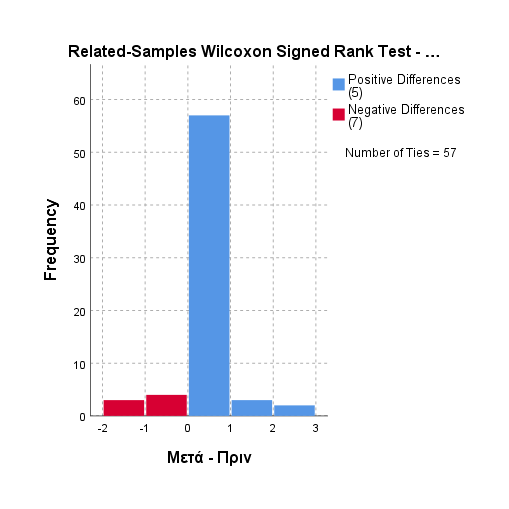 Related-Samples Wilcoxon Signed Rank Test - ...
Positive Differences
(5)
Negative Differences
(7)
Number of Ties = 57
Frequency
60
50
40
30
20
10
0
-2 -1 0 1 2 3
Μετά - Πριν